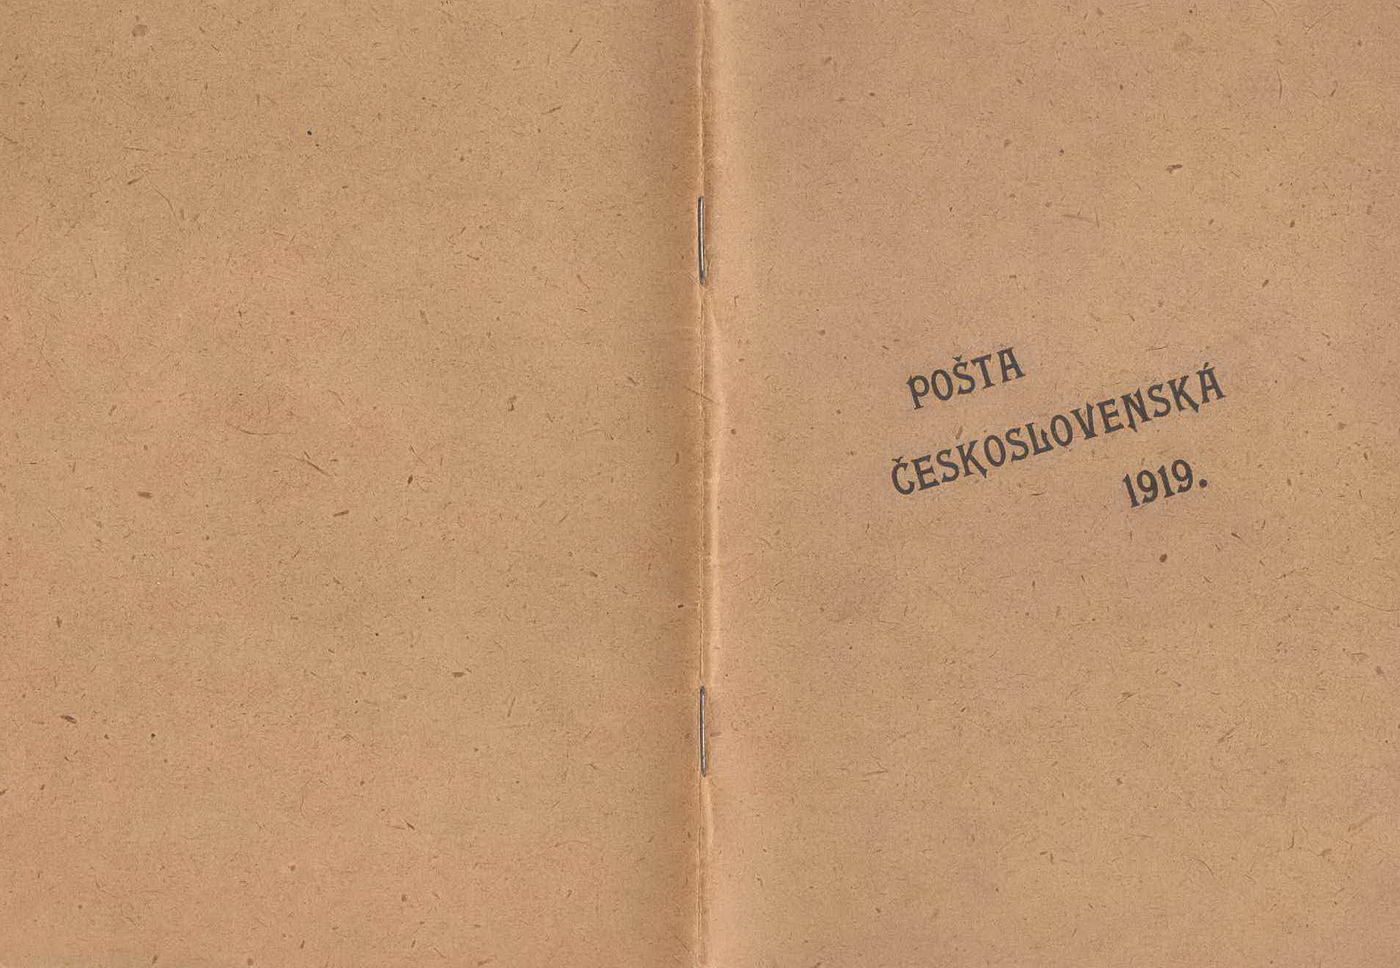 POŠTA
ČESKOSLOVENSKÁ
1919.